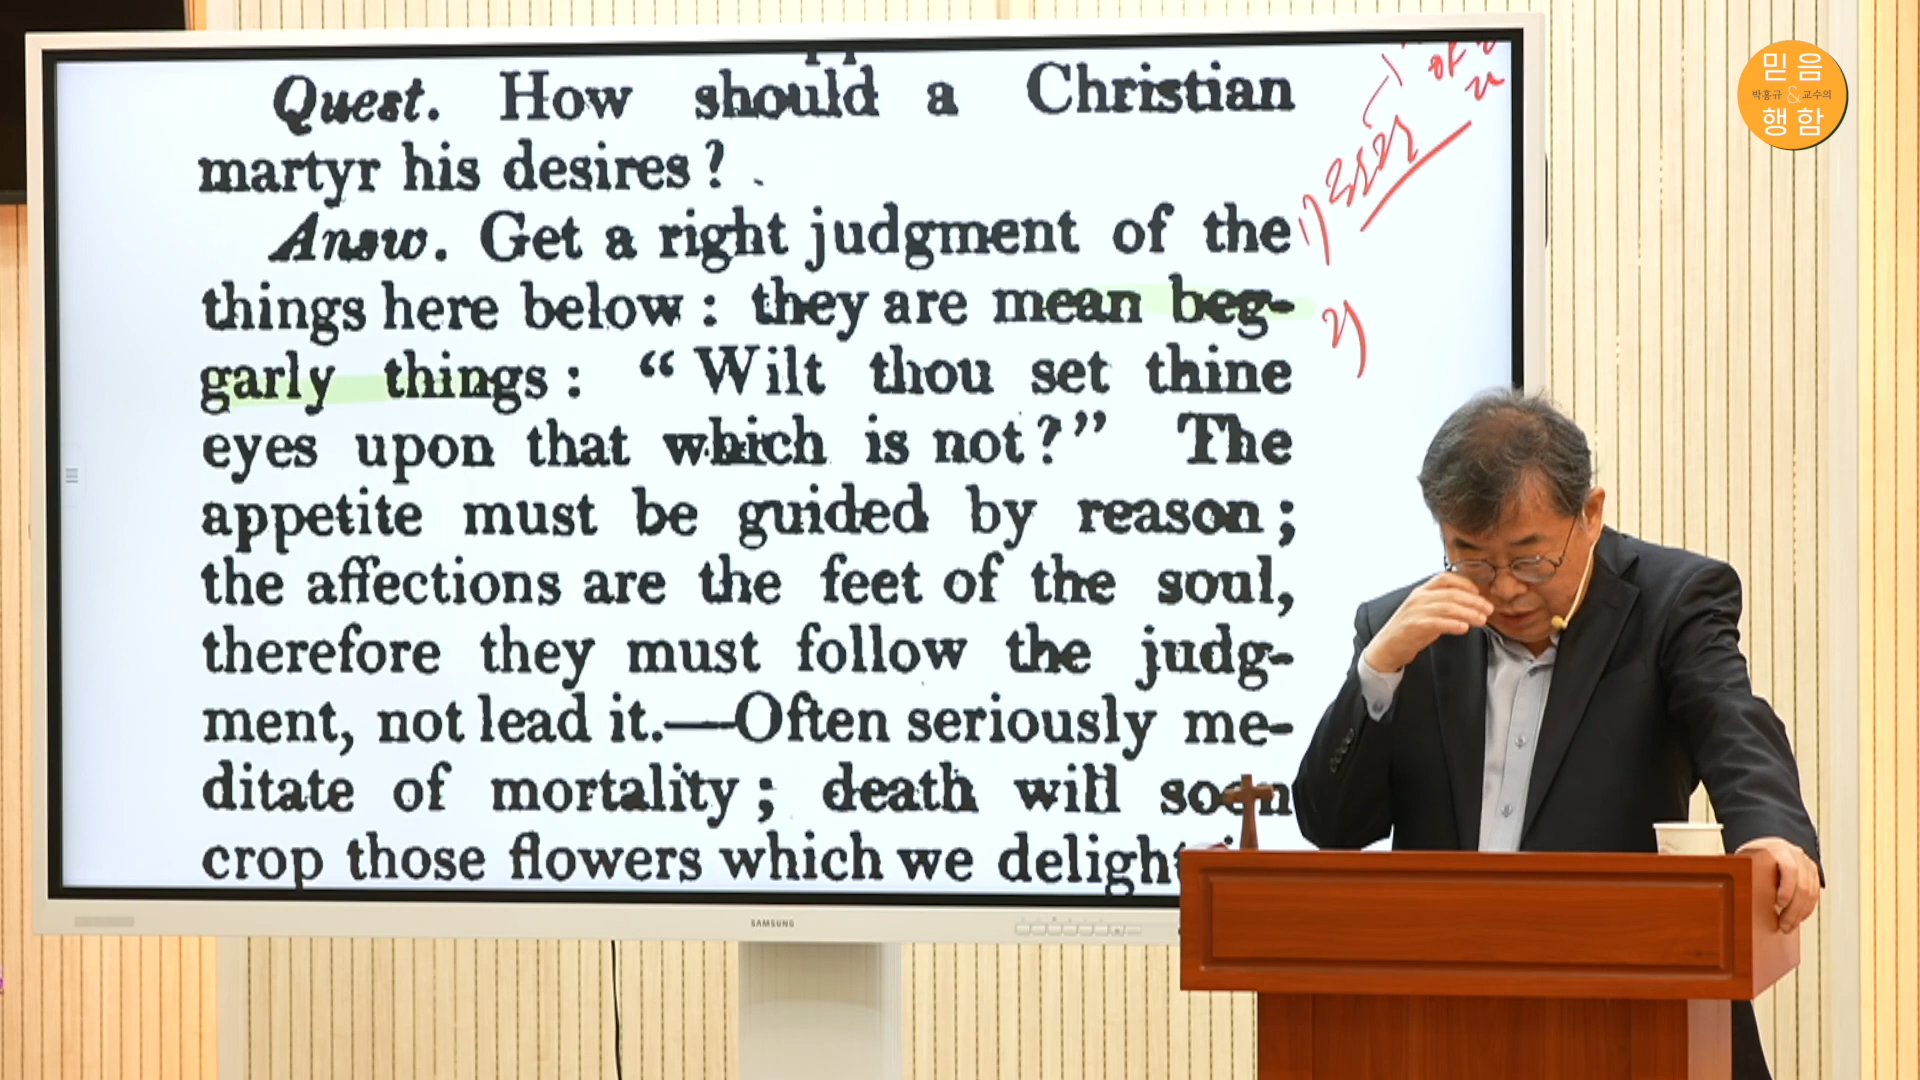 Quest. How should a Christian
martyr his desires?
Answ. Get a right judgment of the
things here below: they are mean beg-
garly things: “Wilt thou set thine
eyes upon that which is not?” The
appetite must be guided by reason;
the affections are the feet of the soul,
therefore they must follow the judg-
ment, not lead it.—Often seriously me-
ditate of mortality; death will soon
crop those flowers which we delight
1)
2)
SAMSUNG
믿음
박홍규 & 교수의
행함